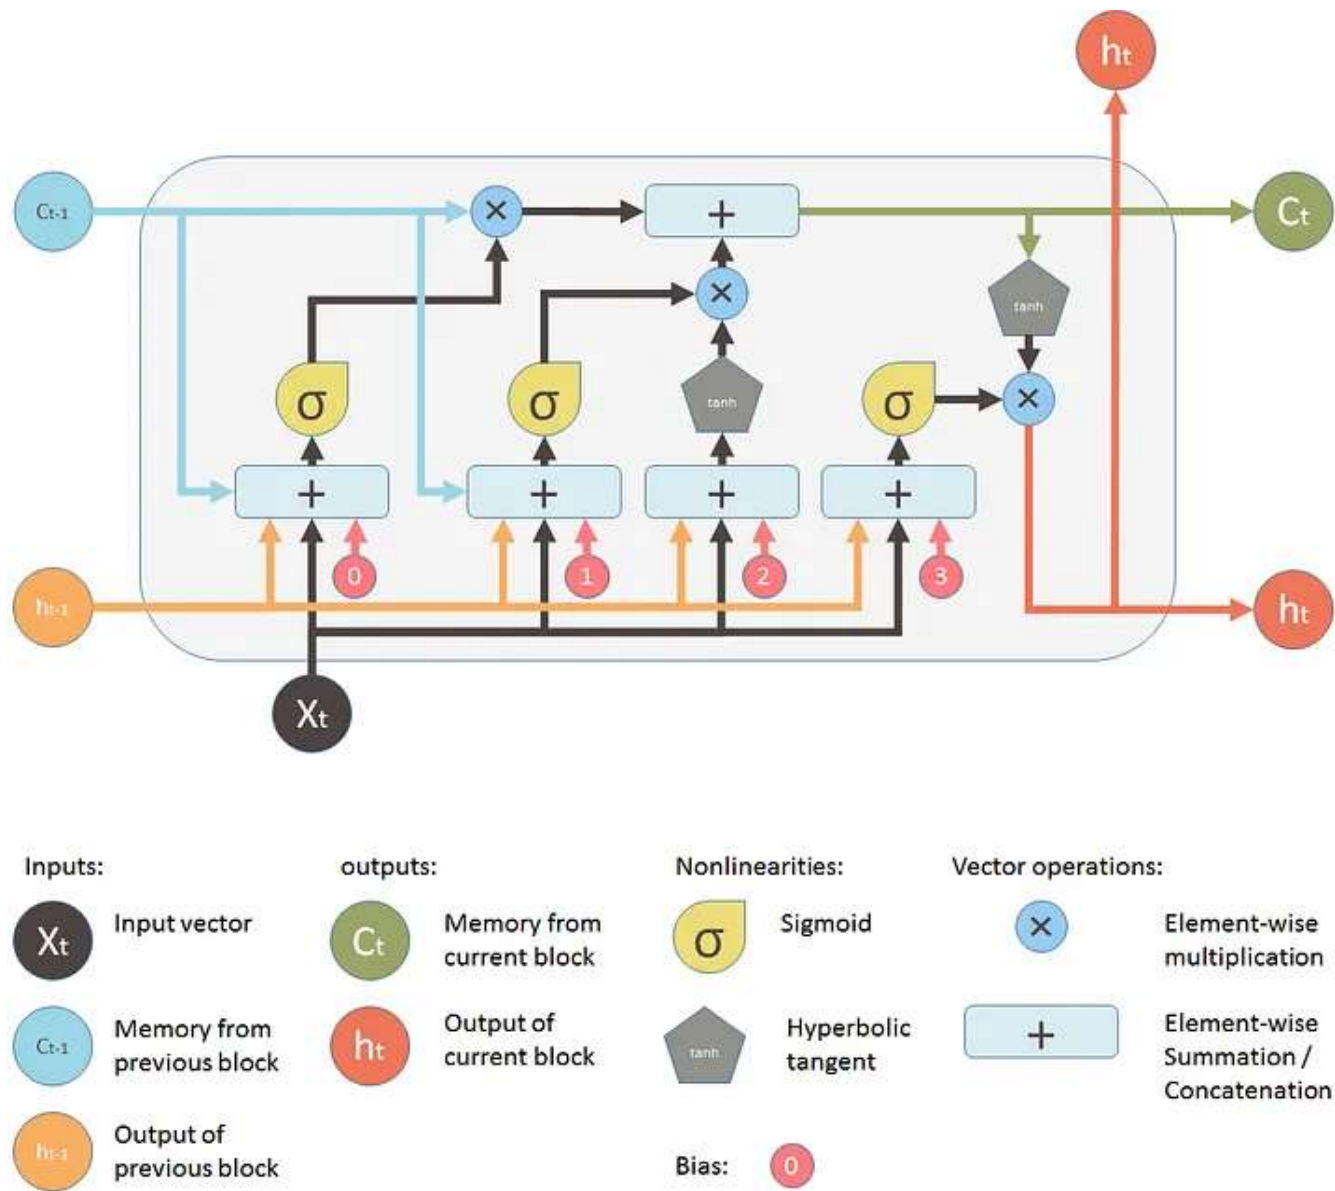 ht
Ct-1
×
+
Ct
×
tanh
σ
σ
tanh
σ
×
+
+
+
+
0
1
2
3
ht-1
ht
Xt
Inputs:
outputs:
Nonlinearities:
Vector operations:
Xt
Input vector
Ct
Memory from
current block
σ
Sigmoid
×
Element-wise
multiplication
Ct-1
Memory from
previous block
ht
Output of
current block
tanh
Hyperbolic
tangent
+
Element-wise
Summation /
Concatenation
ht-1
Output of
previous block
Bias:
0